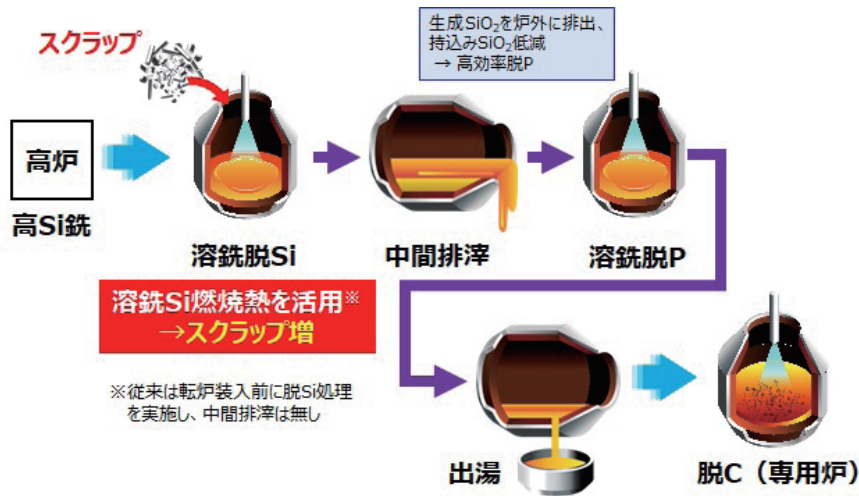 スクラップ
生成SiO₂を炉外に排出、
持込みSiO₂低減
→ 高効率脱P
高炉
高Si銑
溶銑脱Si
中間排滓
溶銑脱P
溶銑Si燃焼熱を活用※
→スクラップ増
※従来は転炉装入前に脱Si処理
を実施し、中間排滓は無し
出湯
脱C（専用炉）